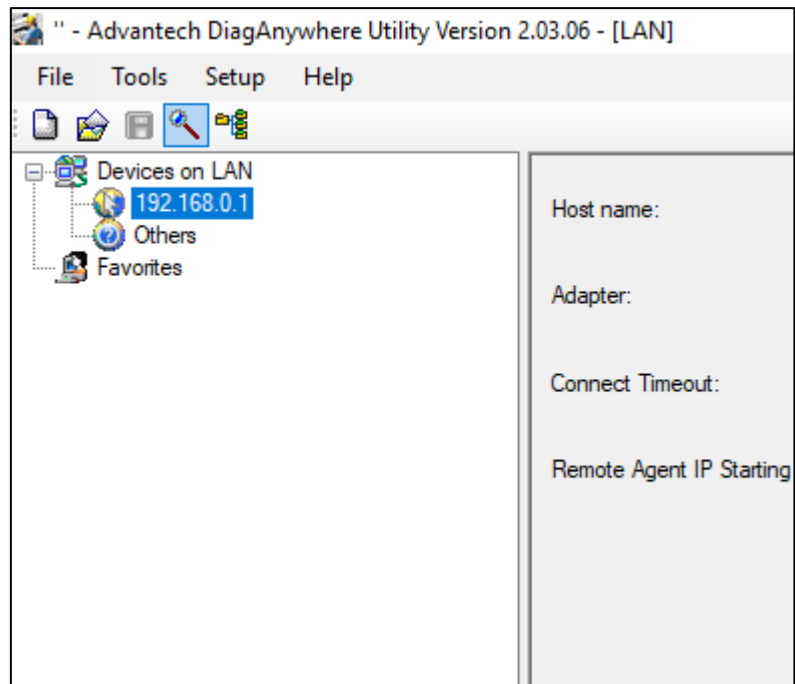 '' - Advantech DiagAnywhere Utility Version 2.03.06 - [LAN]
File Tools Setup Help
Devices on LAN
192.168.0.1
Others
Favorites
Host name:
Adapter:
Connect Timeout:
Remote Agent IP Starting